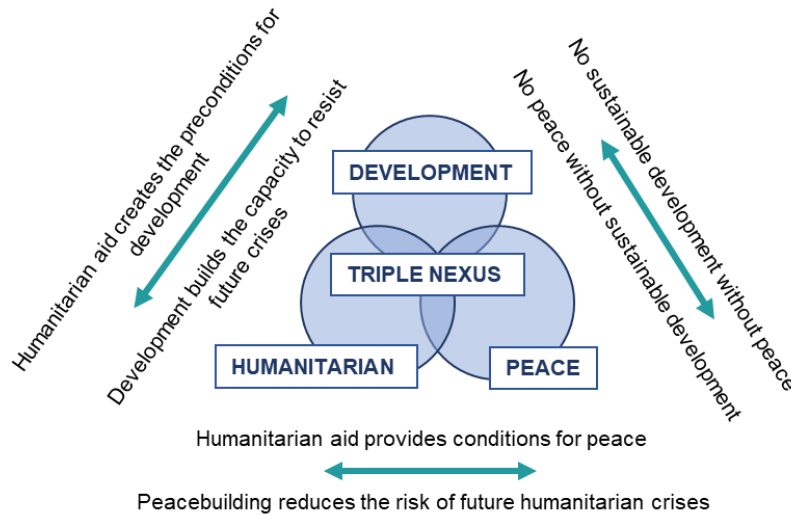 Humanitarian aid creates the preconditions for
development
Development builds the capacity to resist
future crises
No sustainable development without peace
No peace without sustainable development
DEVELOPMENT
TRIPLE NEXUS
HUMANITARIAN
PEACE
Humanitarian aid provides conditions for peace
Peacebuilding reduces the risk of future humanitarian crises